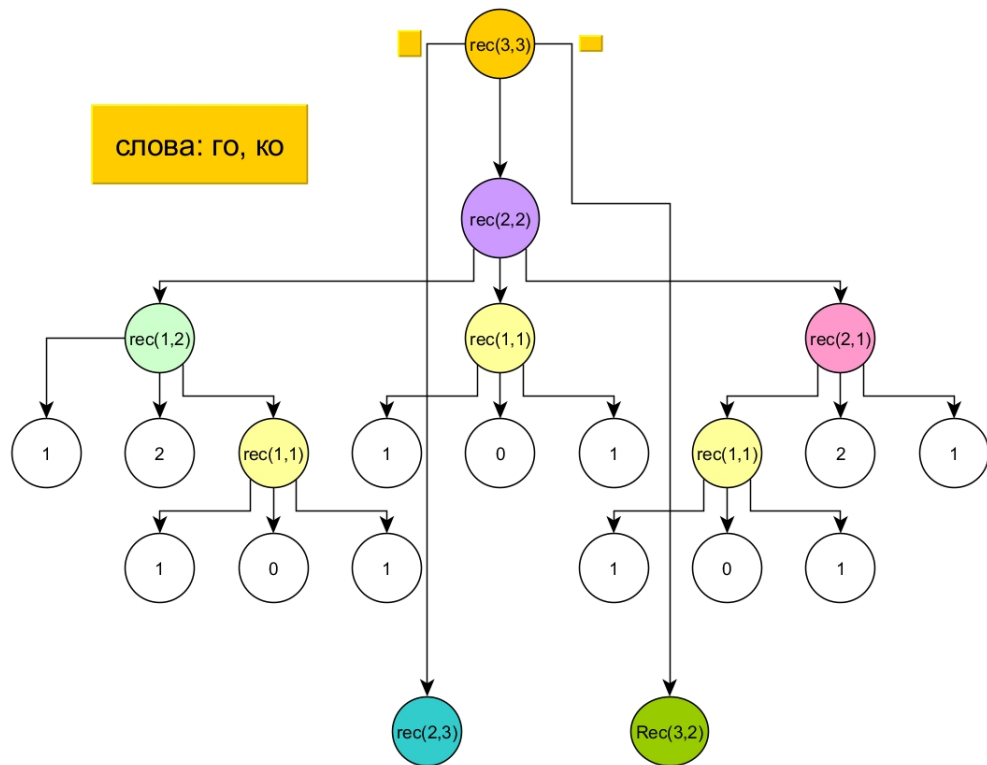 rec(3,3)
слова: го, ко
rec(2,2)
rec(1,2)
rec(1,1)
rec(2,1)
1
2
rec(1,1)
1
0
1
rec(1,1)
2
1
1
0
1
1
0
1
rec(2,3)
Rec(3,2)